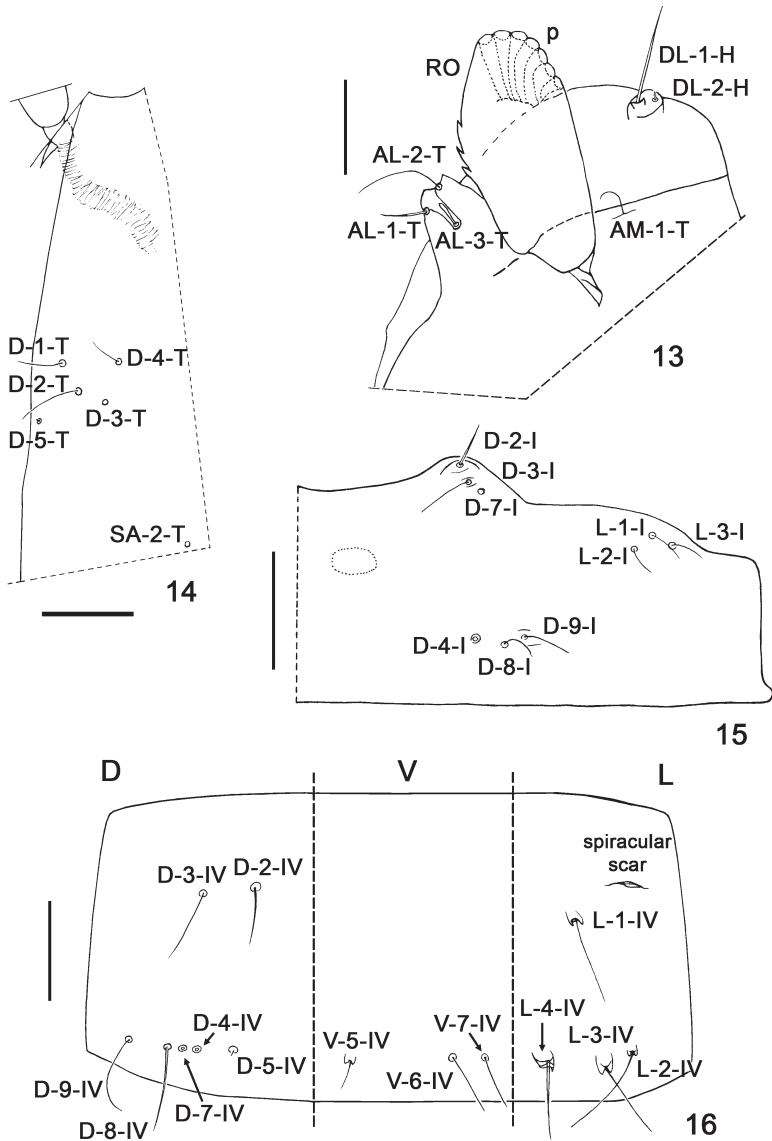 p
RO
DL-1-H
DL-2-H
AL-2-T
AL-1-T
AL-3-T
AM-1-T
13
D-1-T
D-4-T
D-2-T
D-3-T
D-5-T
SA-2-T
14
D-2-I
D-3-I
D-7-I
L-1-I
L-3-I
L-2-I
D-9-I
D-4-I
D-8-I
15
D
V
L
spiracular
scar
D-3-IV
D-2-IV
L-1-IV
L-4-IV
V-7-IV
L-3-IV
D-4-IV
V-5-IV
D-5-IV
L-2-IV
V-6-IV
D-9-IV
D-7-IV
D-8-IV
16